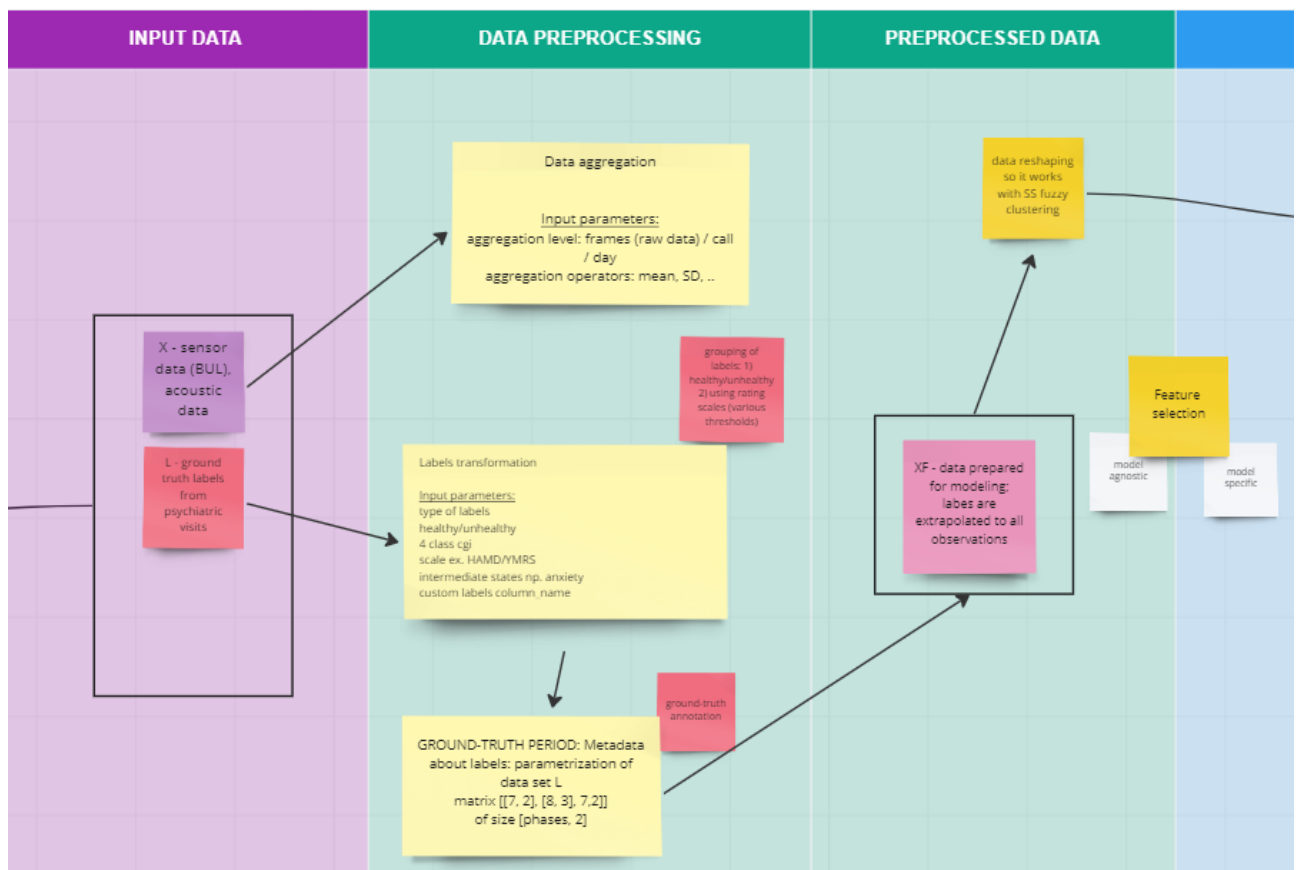 INPUT DATA
DATA PREPROCESSING
PREPROCESSED DATA
X - sensor
data (BUL),
acoustic
data
L - ground
truth labels
from
psychiatric
visits
Data aggregation
Input parameters:
aggregation level: frames (raw data) / call
/ day
aggregation operators: mean, SD, ..
grouping of
labels: 1)
healthy/unhealthy
2) using rating
scales (various
thresholds)
Labels transformation
Input parameters:
type of labels
healthy/unhealthy
4 class cgi
scale ex. HAMD/YMRS
intermediate states np. anxiety
custom labels column_name
ground-truth
annotation
GROUND-TRUTH PERIOD: Metadata
about labels: parametrization of
data set L
matrix [[7, 2], [8, 3], 7,2]]
of size [phases, 2]
data reshaping
so it works
with SS fuzzy
clustering
XF - data prepared
for modeling;
labes are
extrapolated to all
observations
Feature
selection
model
agnostic
model
specific